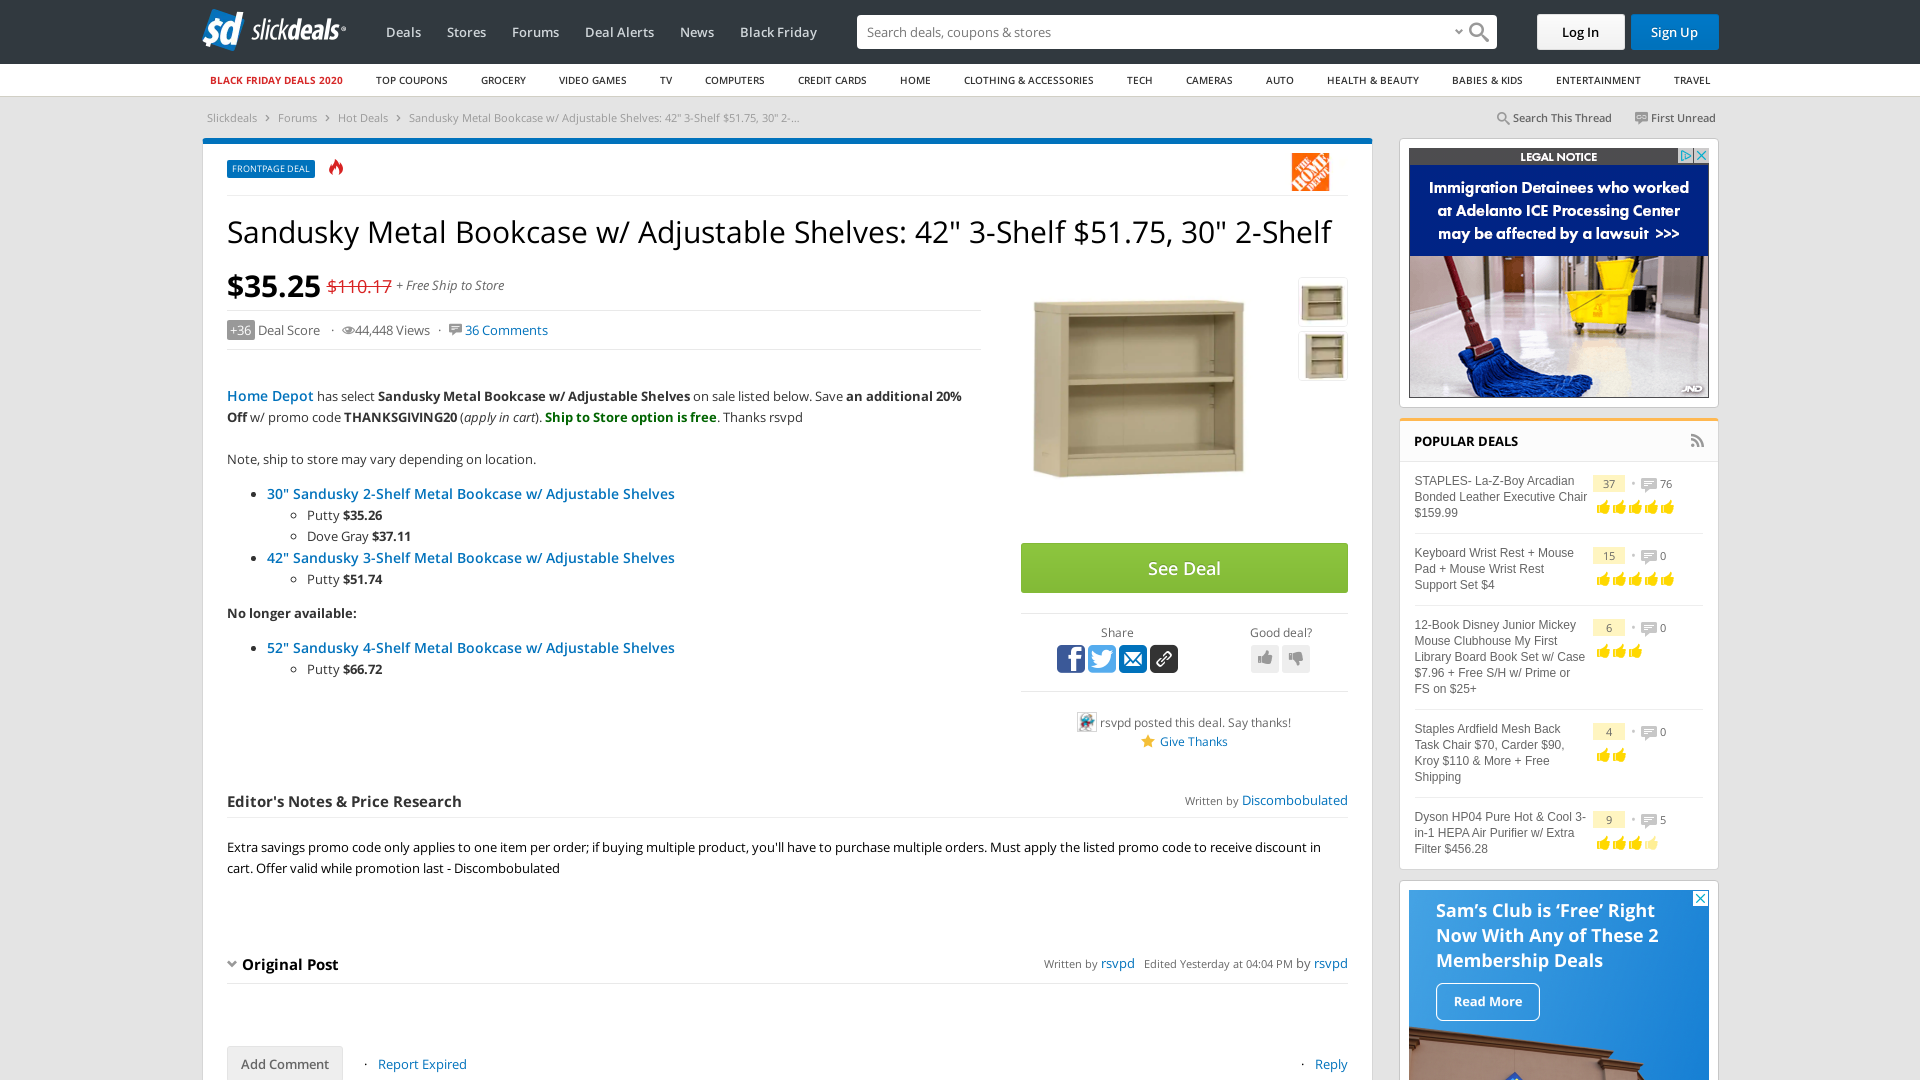 slickdeals
Deals
Stores
Forums
Deal Alerts
News
Black Friday
Search deals, coupons & stores
Log In
Sign Up
BLACK FRIDAY DEALS 2020
TOP COUPONS
GROCERY
VIDEO GAMES
TV
COMPUTERS
CREDIT CARDS
HOME
CLOTHING & ACCESSORIES
TECH
CAMERAS
AUTO
HEALTH & BEAUTY
BABIES & KIDS
ENTERTAINMENT
TRAVEL
Slickdeals > Forums > Hot Deals > Sandusky Metal Bookcase w/ Adjustable Shelves: 42" 3-Shelf $51.75, 30" 2-...
Search This Thread
First Unread
FRONTPAGE DEAL
THE HOME DEPOT
Sandusky Metal Bookcase w/ Adjustable Shelves: 42" 3-Shelf $51.75, 30" 2-Shelf
$35.25 $110.17 + Free Ship to Store
+36 Deal Score · 44,448 Views · 36 Comments
Home Depot has select Sandusky Metal Bookcase w/ Adjustable Shelves on sale listed below. Save an additional 20%
Off w/ promo code THANKSGIVING20 (apply in cart). Ship to Store option is free. Thanks rsvpd
Note, ship to store may vary depending on location.
30" Sandusky 2-Shelf Metal Bookcase w/ Adjustable Shelves
Putty $35.26
Dove Gray $37.11
42" Sandusky 3-Shelf Metal Bookcase w/ Adjustable Shelves
Putty $51.74
No longer available:
52" Sandusky 4-Shelf Metal Bookcase w/ Adjustable Shelves
Putty $66.72
See Deal
Share
Good deal?
rsvpd posted this deal. Say thanks!
Give Thanks
Editor's Notes & Price Research
Written by Discombobulated
Extra savings promo code only applies to one item per order; if buying multiple product, you'll have to purchase multiple orders. Must apply the listed promo code to receive discount in
cart. Offer valid while promotion last - Discombobulated
Original Post
Written by rsvpd Edited Yesterday at 04:04 PM by rsvpd
Add Comment
· Report Expired
· Reply
LEGAL NOTICE
Immigration Detainees who worked
at Adelanto ICE Processing Center
may be affected by a lawsuit >>>
JND
POPULAR DEALS
STAPLES- La-Z-Boy Arcadian
Bonded Leather Executive Chair
$159.99
37 • 76
Keyboard Wrist Rest + Mouse
Pad + Mouse Wrist Rest
Support Set $4
15 • 0
12-Book Disney Junior Mickey
Mouse Clubhouse My First
Library Board Book Set w/ Case
$7.96 + Free S/H w/ Prime or
FS on $25+
6 • 0
Staples Ardfield Mesh Back
Task Chair $70, Carder $90,
Kroy $110 & More + Free
Shipping
4 • 0
Dyson HP04 Pure Hot & Cool 3-
in-1 HEPA Air Purifier w/ Extra
Filter $456.28
9 • 5
Sam's Club is 'Free' Right
Now With Any of These 2
Membership Deals
Read More